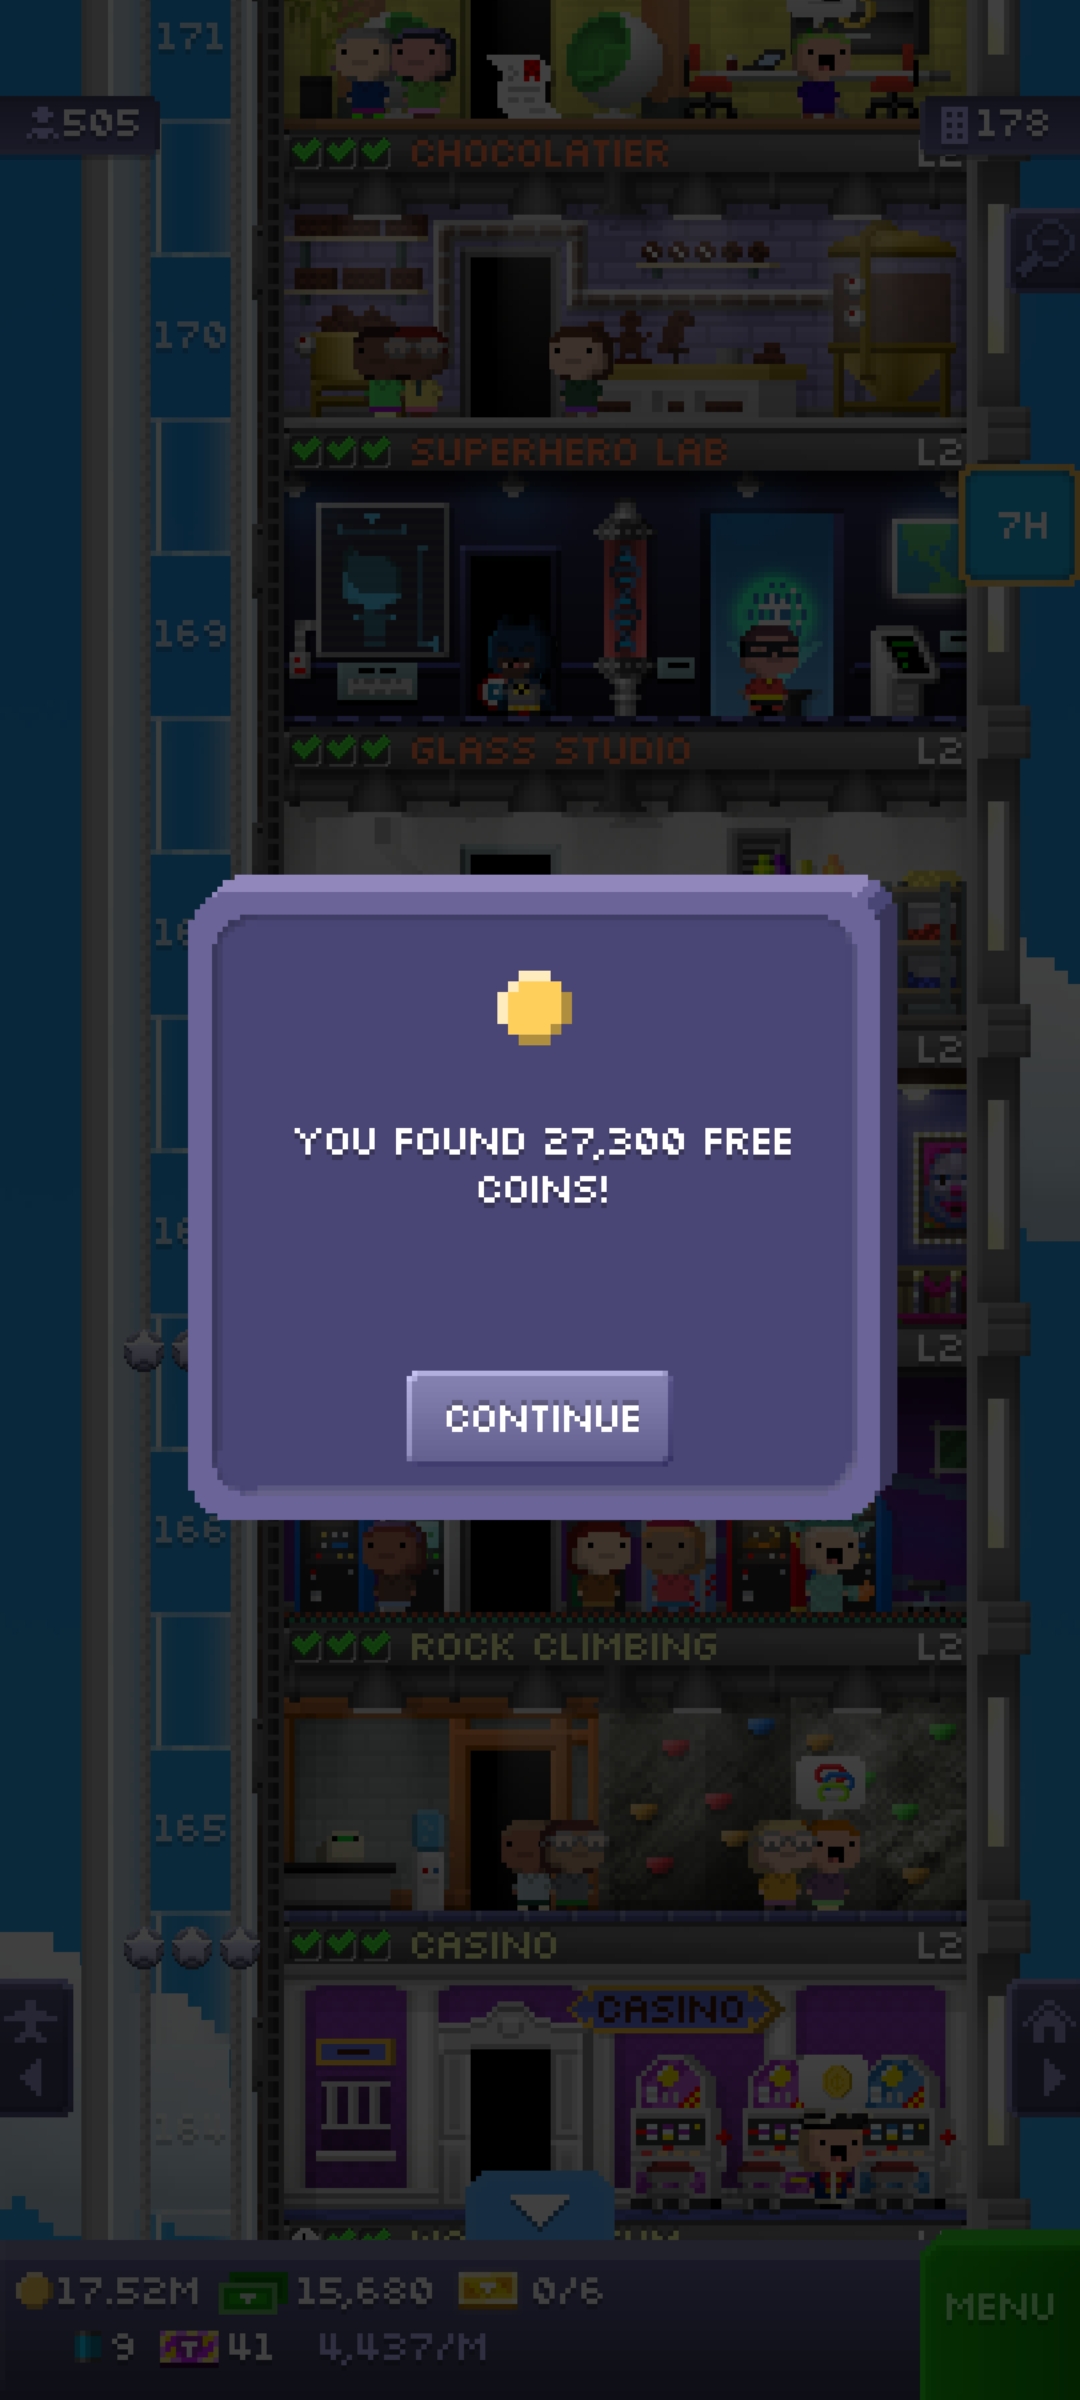 171
505
178
CHOCOLATIER
L2
170
SUPERHERO LAB
L2
7H
169
GLASS STUDIO
L2
L2
YOU FOUND 27,300 FREE
COINS!
L2
CONTINUE
166
ROCK CLIMBING
L2
165
CASINO
L2
CASINO
17.52M
15,680
0/6
MENU
9
41
4,437/M